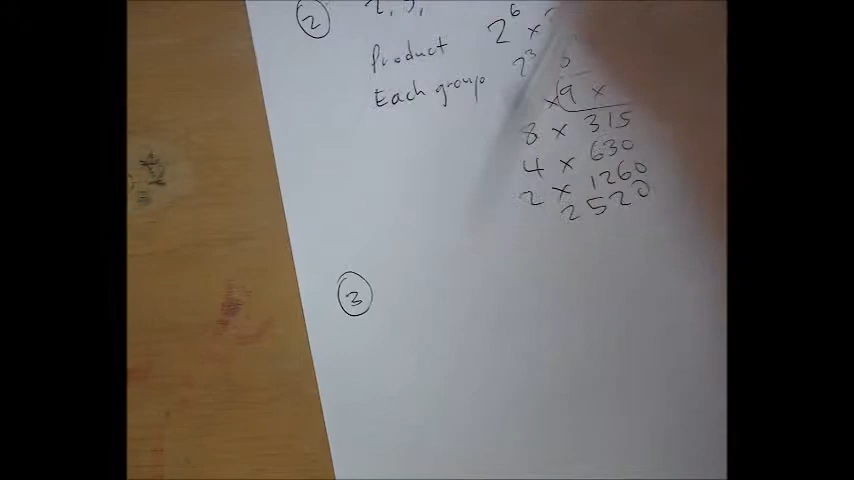 ②
Product 2⁶ ×
Each group 2³
×(9 ×
8 × 315
4 × 630
2 × 1260
2520
③